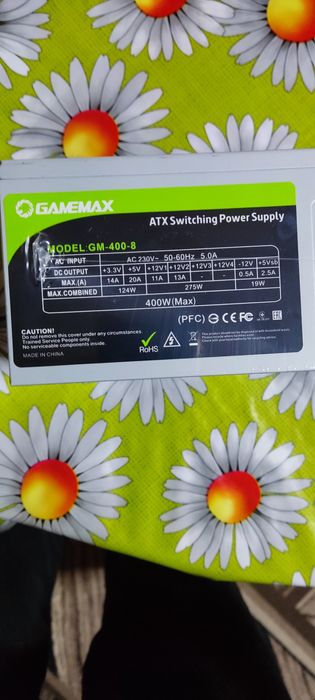 GAMEMAX
ATX Switching Power Supply
MODEL:GM-400-8
AC INPUT AC 230V~ 50-60Hz 5.0A
DC OUTPUT +3.3V +5V +12V1 +12V2 +12V3 +12V4 -12V +5Vsb
MAX.(A) 14A 20A 11A 13A - - 0.5A 2.5A
MAX.COMBINED 124W 275W 19W
400W(Max)
(PFC)
CAUTION!
Do not remove this cover under any circumstances.
Trained Service People only.
No serviceable components inside.
MADE IN CHINA
RoHS